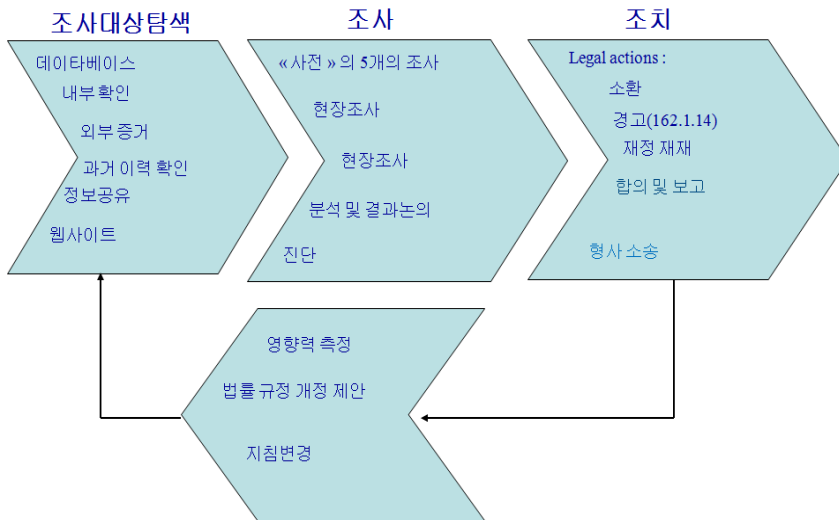 조사대상탐색
데이타베이스
내부 확인
외부 증거
과거 이력 확인
정보공유
웹사이트
조사
« 사전 » 의 5개의 조사
현장조사
현장조사
분석 및 결과논의
진단
조치
Legal actions :
소환
경고(162.1.14)
재정 재재
합의 및 보고
형사 소송
영향력 측정
법률 규정 개정 제안
지침변경